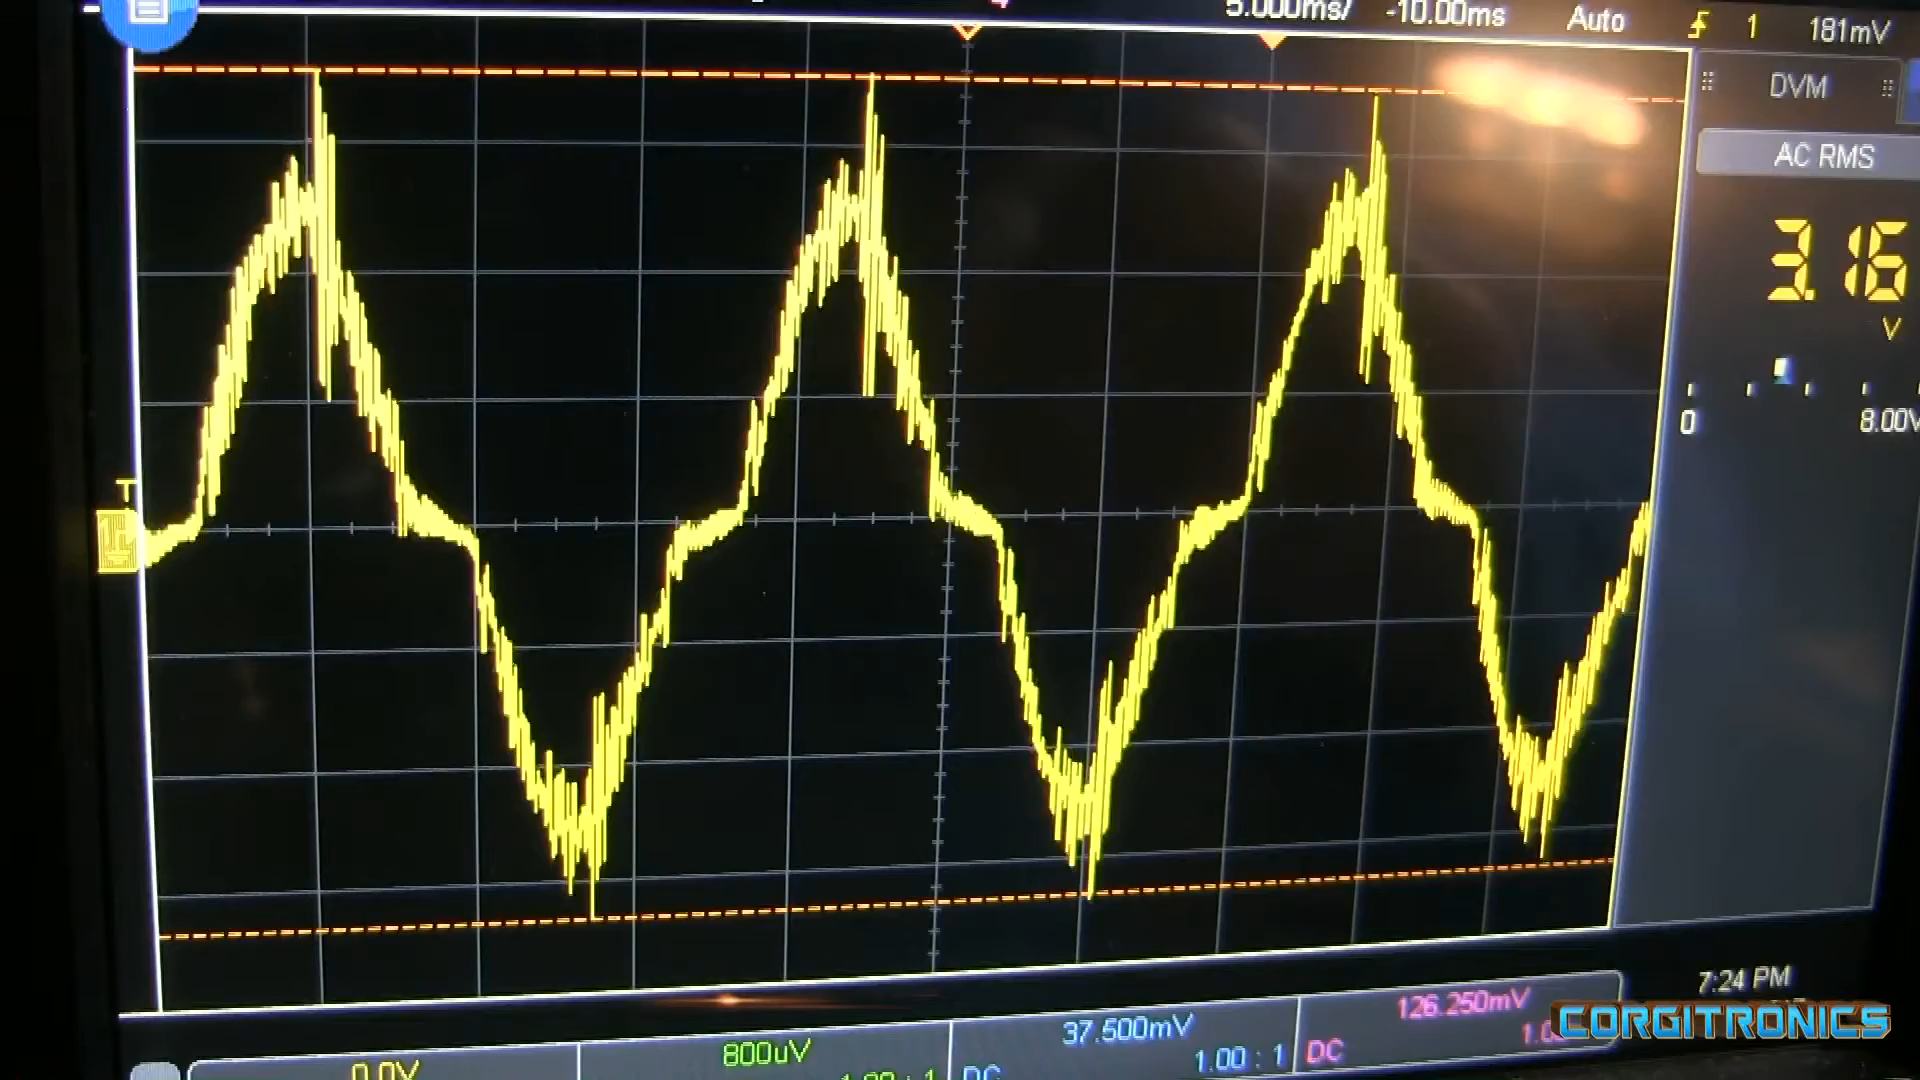 5.000ms/ -10.00ms Auto 1 181mV
DVM
AC RMS
3.16
V
0 8.00V
T
7:24 PM
126.250mV
37.500mV
800uV
0.0V
DC
1.00 : 1
DC
CORGITRONICS